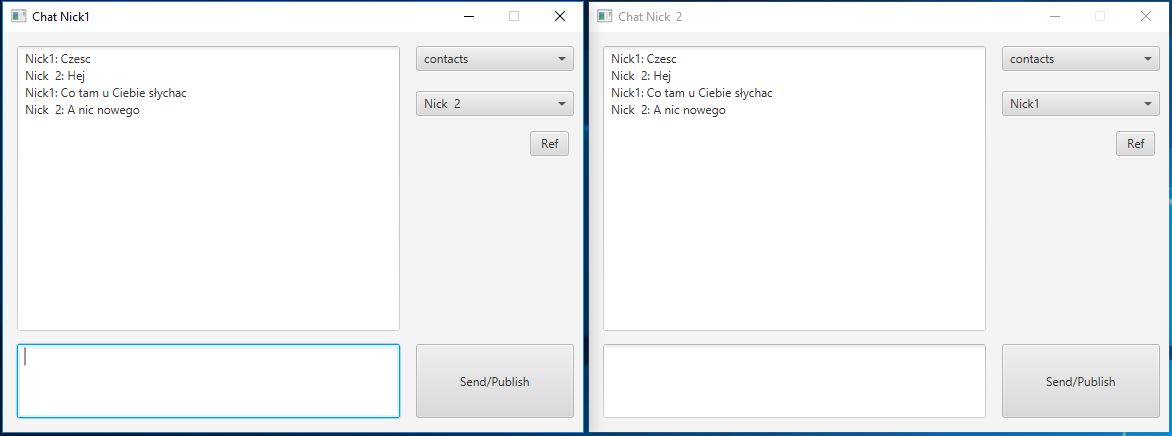 Chat Nick1
Nick1: Czesc
Nick 2: Hej
Nick1: Co tam u Ciebie słychac
Nick 2: A nic nowego
contacts
Nick 2
Ref
Send/Publish
Chat Nick 2
Nick1: Czesc
Nick 2: Hej
Nick1: Co tam u Ciebie słychac
Nick 2: A nic nowego
contacts
Nick1
Ref
Send/Publish